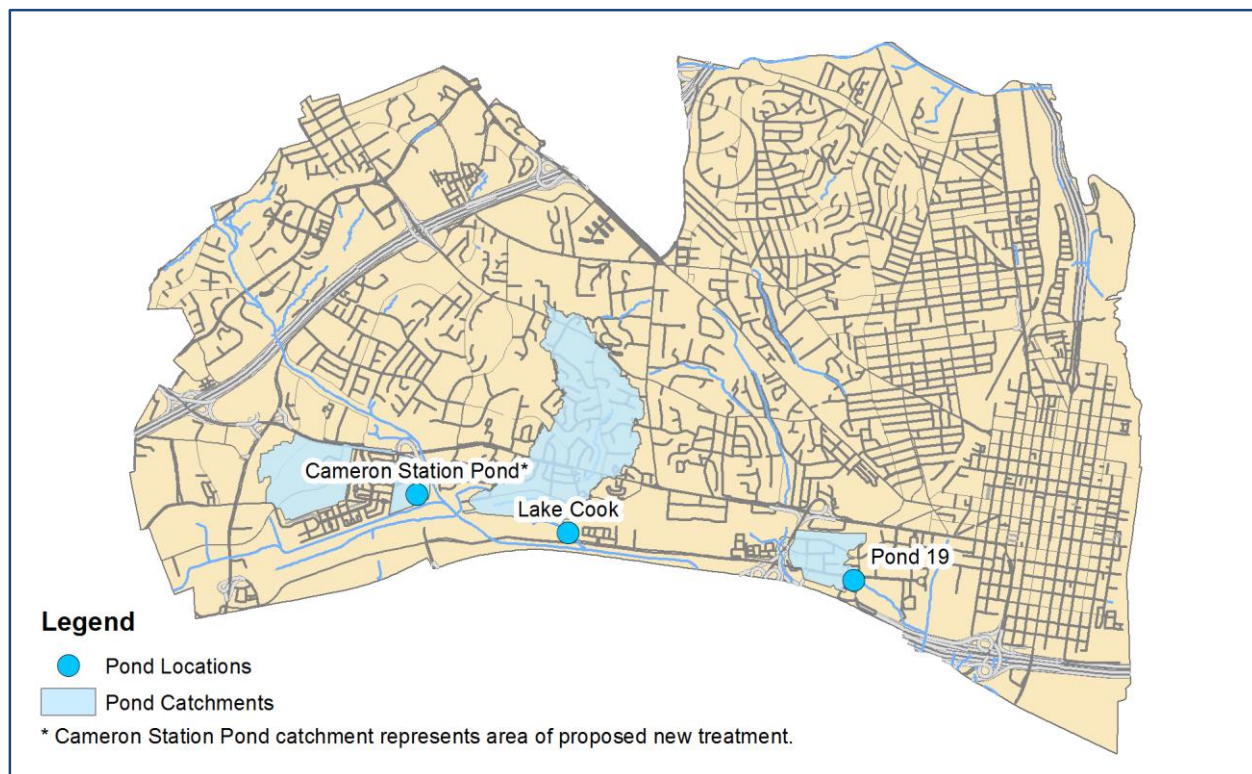 Cameron Station Pond*
Lake Cook
Pond 19
Legend
Pond Locations
Pond Catchments
* Cameron Station Pond catchment represents area of proposed new treatment.